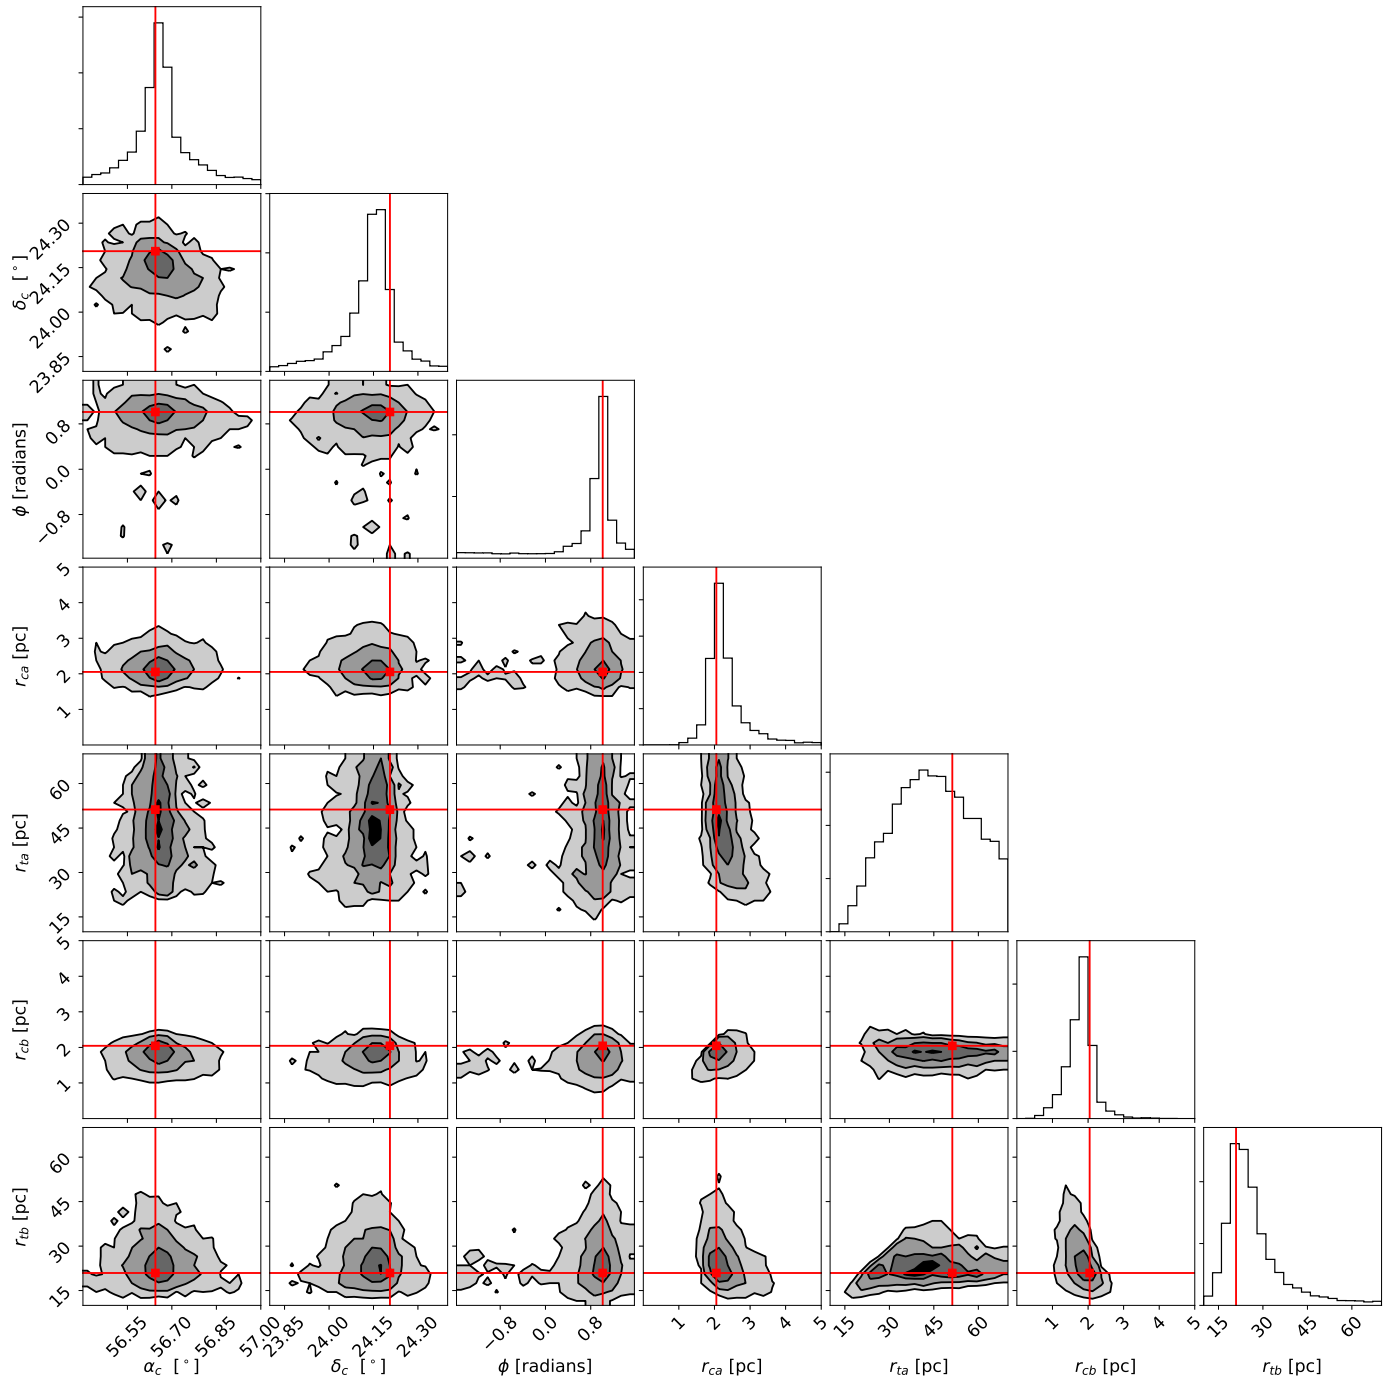 24.30
24.15
24.00
23.85
δc [°]
0.8
0.0
−0.8
ϕ [radians]
5
4
3
2
1
rca [pc]
60
45
30
15
rta [pc]
5
4
3
2
1
rcb [pc]
60
45
30
15
rtb [pc]
56.55 56.70 56.85 57.00
αc [°]
23.85 24.00 24.15 24.30
δc [°]
−0.8 0.0 0.8
ϕ [radians]
1 2 3 4 5
rca [pc]
15 30 45 60
rta [pc]
1 2 3 4 5
rcb [pc]
15 30 45 60
rtb [pc]